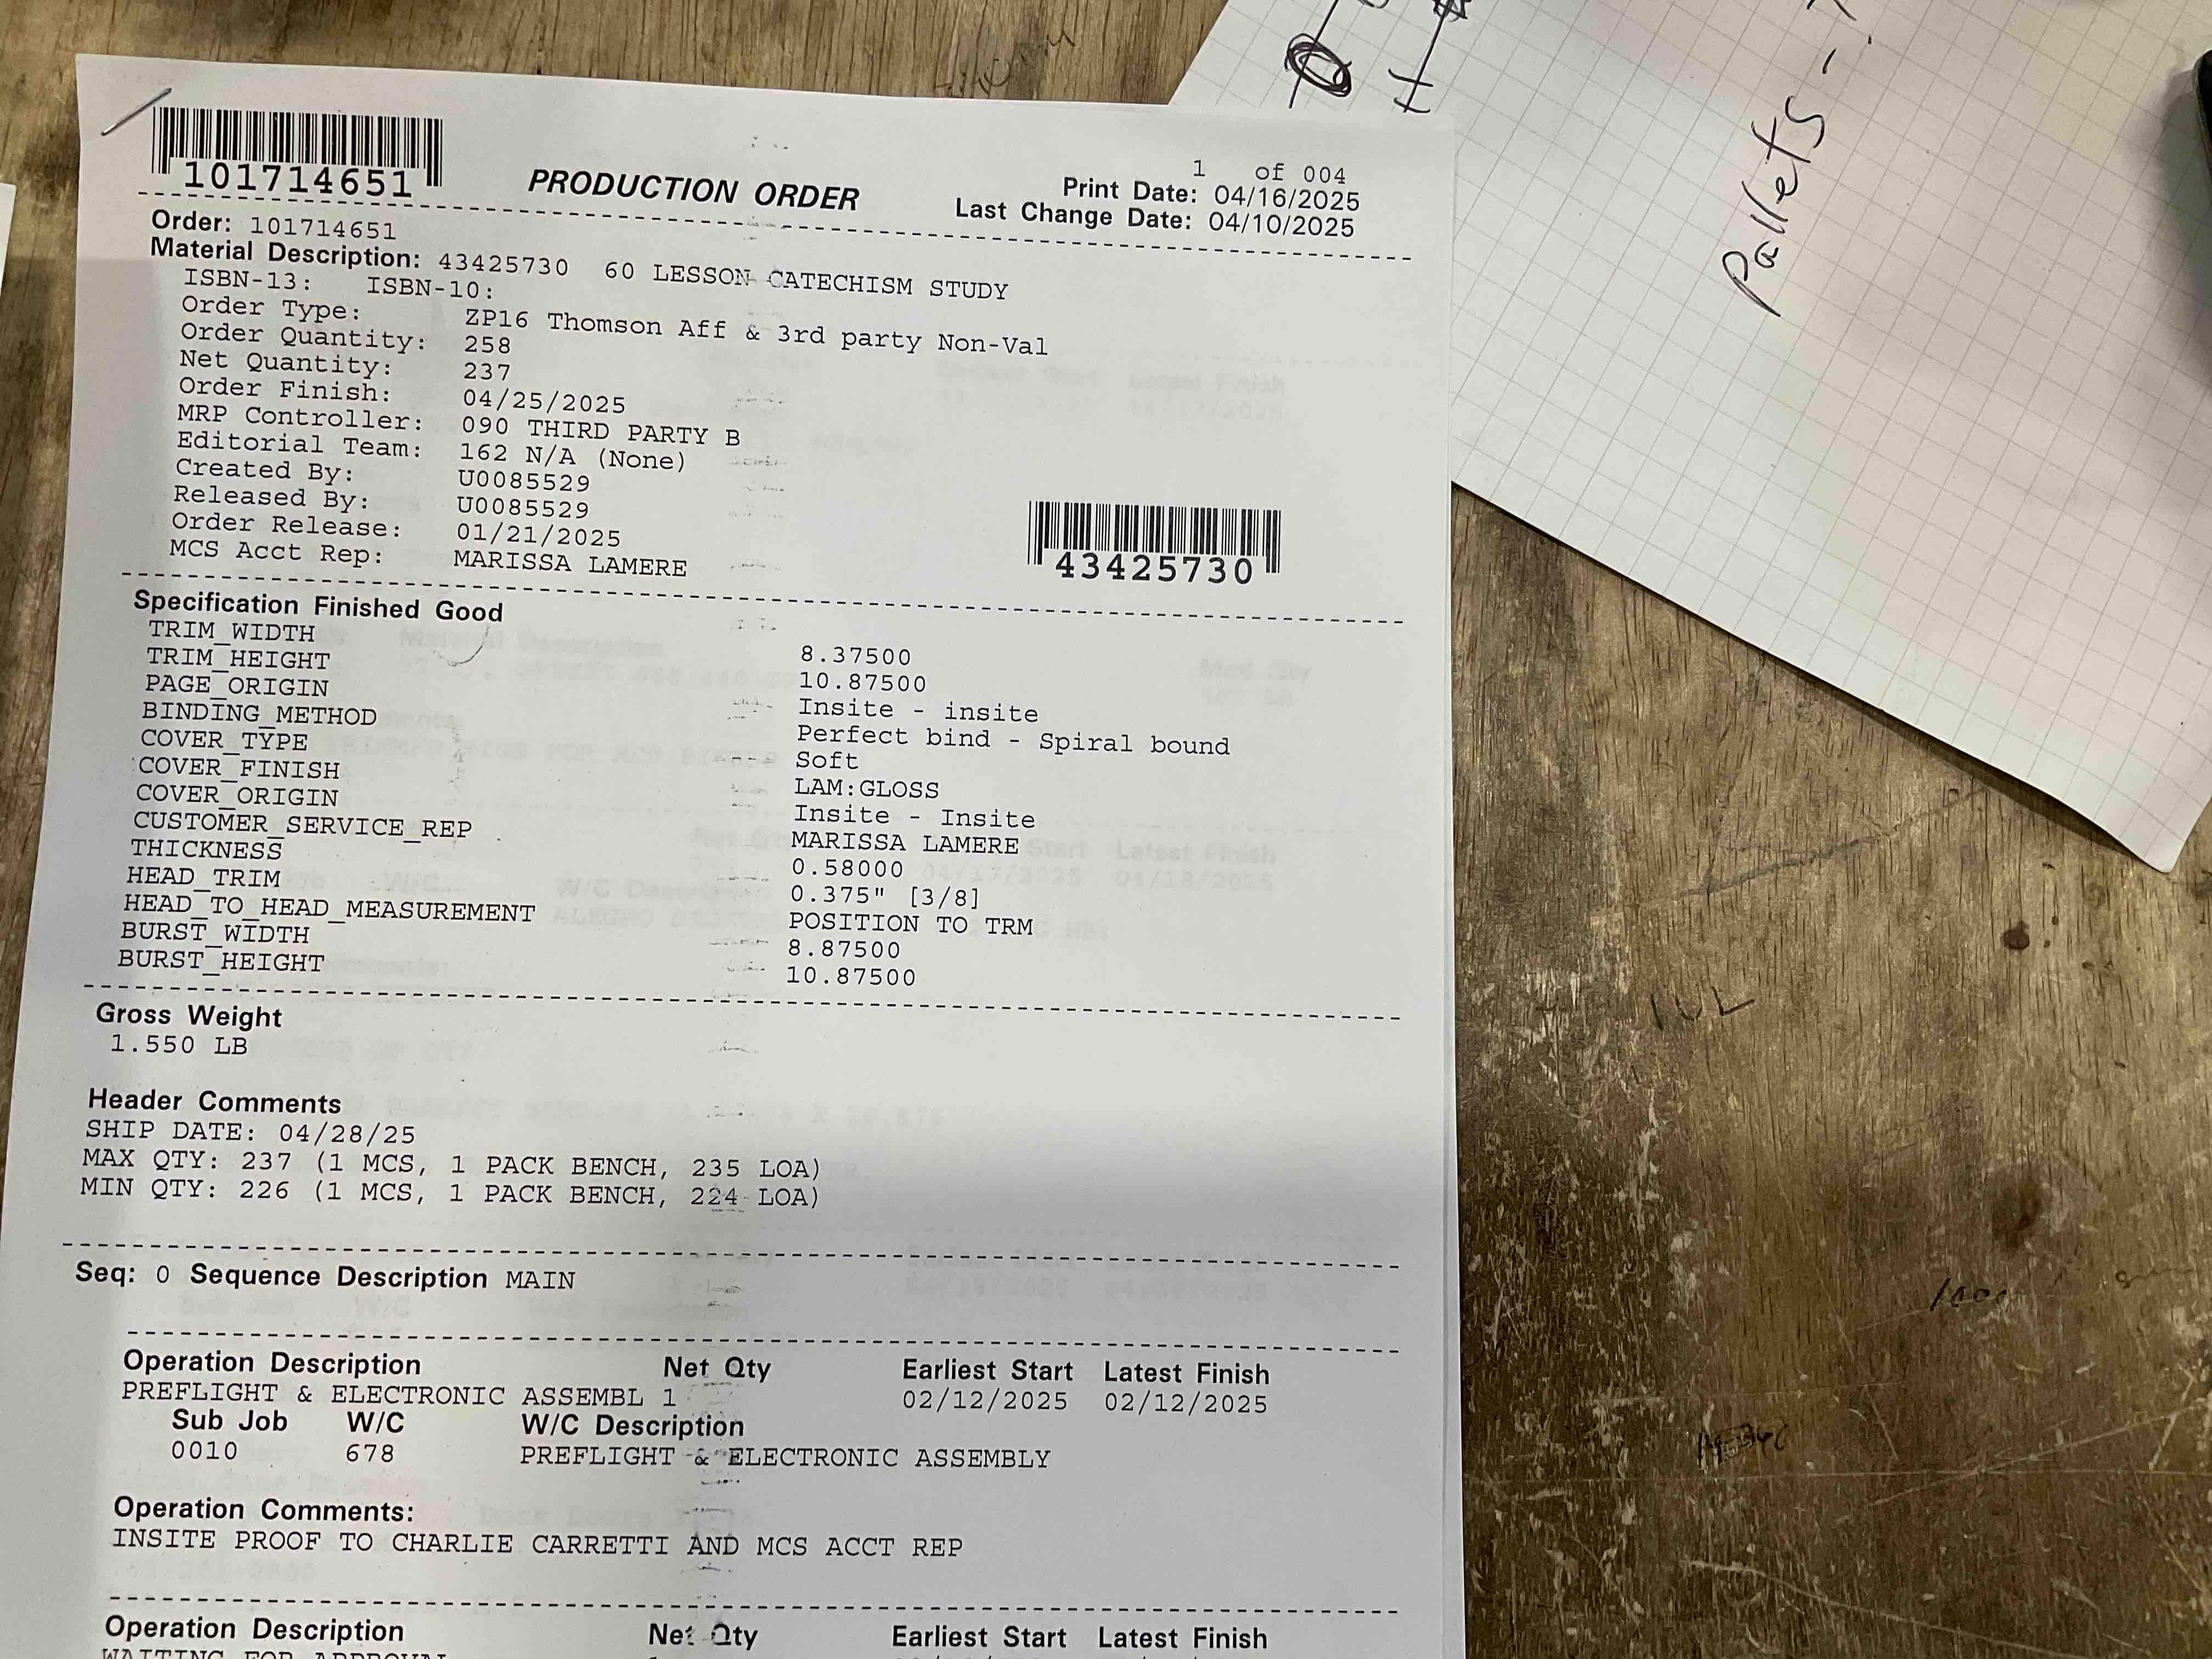 101714651
PRODUCTION ORDER
1 of 004
Print Date: 04/16/2025
Last Change Date: 04/10/2025
Order: 101714651
Material Description: 43425730 60 LESSON CATECHISM STUDY
ISBN-13: ISBN-10:
Order Type: ZP16 Thomson Aff & 3rd party Non-Val
Order Quantity: 258
Net Quantity: 237
Order Finish: 04/25/2025
MRP Controller: 090 THIRD PARTY B
Editorial Team: 162 N/A (None)
Created By: U0085529
Released By: U0085529
Order Release: 01/21/2025
MCS Acct Rep: MARISSA LAMERE
43425730
Specification Finished Good
TRIM_WIDTH 8.37500
TRIM_HEIGHT 10.87500
PAGE_ORIGIN Insite - insite
BINDING_METHOD Perfect bind - Spiral bound
COVER_TYPE Soft
COVER_FINISH LAM:GLOSS
COVER_ORIGIN Insite - Insite
CUSTOMER_SERVICE_REP MARISSA LAMERE
THICKNESS 0.58000
HEAD_TRIM 0.375" [3/8]
HEAD_TO_HEAD_MEASUREMENT POSITION TO TRM
BURST_WIDTH 8.87500
BURST_HEIGHT 10.87500
Gross Weight
1.550 LB
Header Comments
SHIP DATE: 04/28/25
MAX QTY: 237 (1 MCS, 1 PACK BENCH, 235 LOA)
MIN QTY: 226 (1 MCS, 1 PACK BENCH, 224 LOA)
Seq: 0 Sequence Description MAIN
Operation Description Net Qty Earliest Start Latest Finish
PREFLIGHT & ELECTRONIC ASSEMBL 1 02/12/2025 02/12/2025
Sub Job W/C W/C Description
0010 678 PREFLIGHT & ELECTRONIC ASSEMBLY
Operation Comments:
INSITE PROOF TO CHARLIE CARRETTI AND MCS ACCT REP
Operation Description Net Qty Earliest Start Latest Finish
WAITING FOR APPROVAL
Pallets -